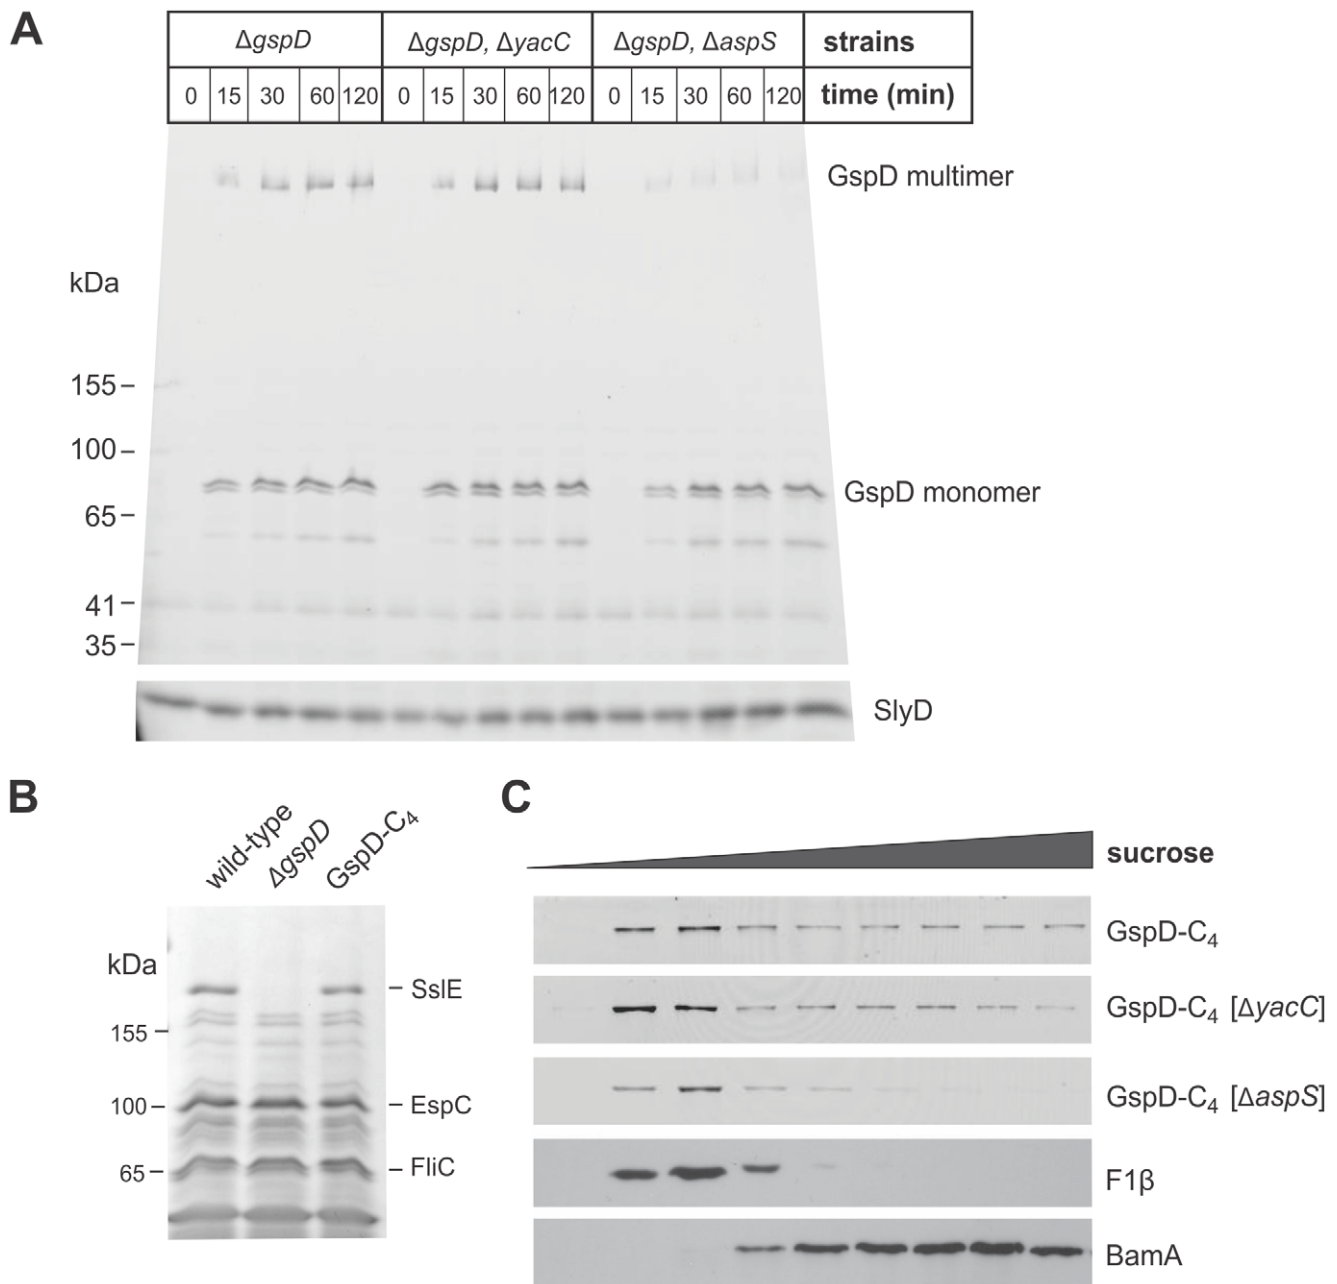 A
ΔgspD ΔgspD, ΔyacC ΔgspD, ΔaspS strains
0 15 30 60 120 0 15 30 60 120 0 15 30 60 120 time (min)
GspD multimer
kDa
155
100
GspD monomer
65
41
35
SlyD
B
wild-type ΔgspD GspD-C₄
kDa
SslE
155
100
EspC
65
FliC
C
sucrose
GspD-C₄
GspD-C₄ [ΔyacC]
GspD-C₄ [ΔaspS]
F1β
BamA